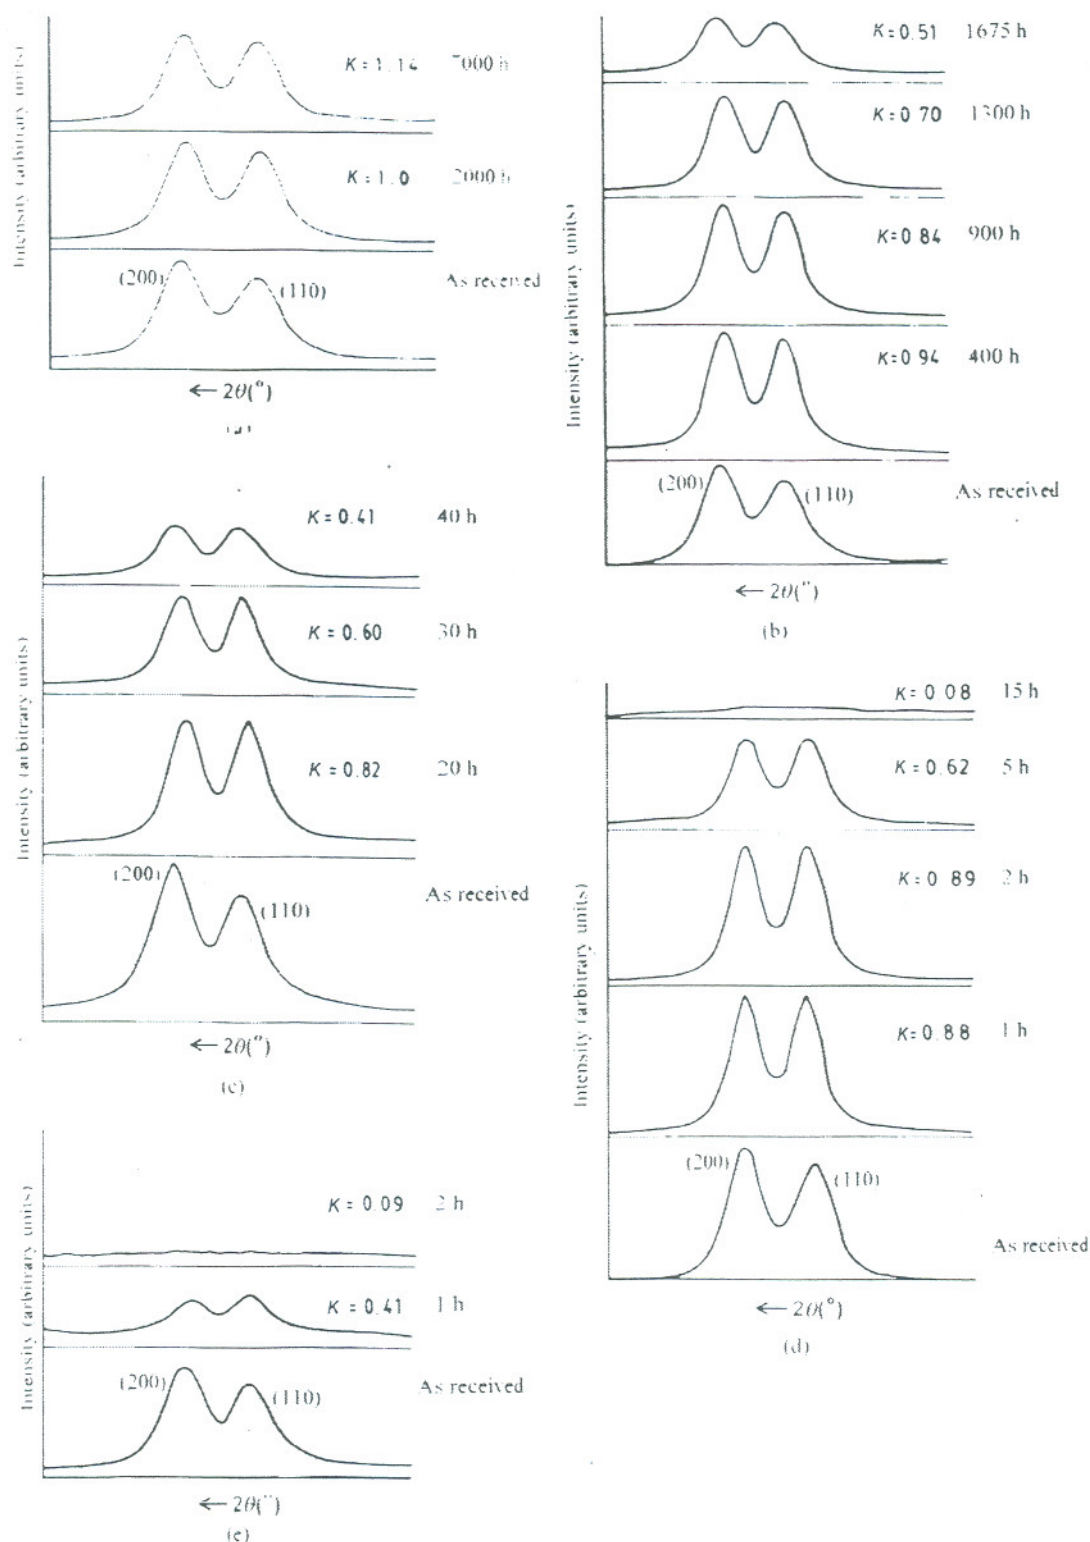 Intensity (arbitrary units)
K = 1.14 7000 h
K = 1.0 2000 h
(200) (110) As received
← 2θ(°)
(a)
Intensity (arbitrary units)
K = 0.51 1675 h
K = 0.70 1300 h
K = 0.84 900 h
K = 0.94 400 h
(200) (110) As received
← 2θ(°)
(b)
Intensity (arbitrary units)
K = 0.41 40 h
K = 0.60 30 h
K = 0.82 20 h
(200) (110) As received
← 2θ(°)
(c)
Intensity (arbitrary units)
K = 0.08 15 h
K = 0.62 5 h
K = 0.89 2 h
K = 0.88 1 h
(200) (110)
As received
← 2θ(°)
(d)
Intensity (arbitrary units)
K = 0.09 2 h
K = 0.41 1 h
(200) (110) As received
← 2θ(°)
(e)